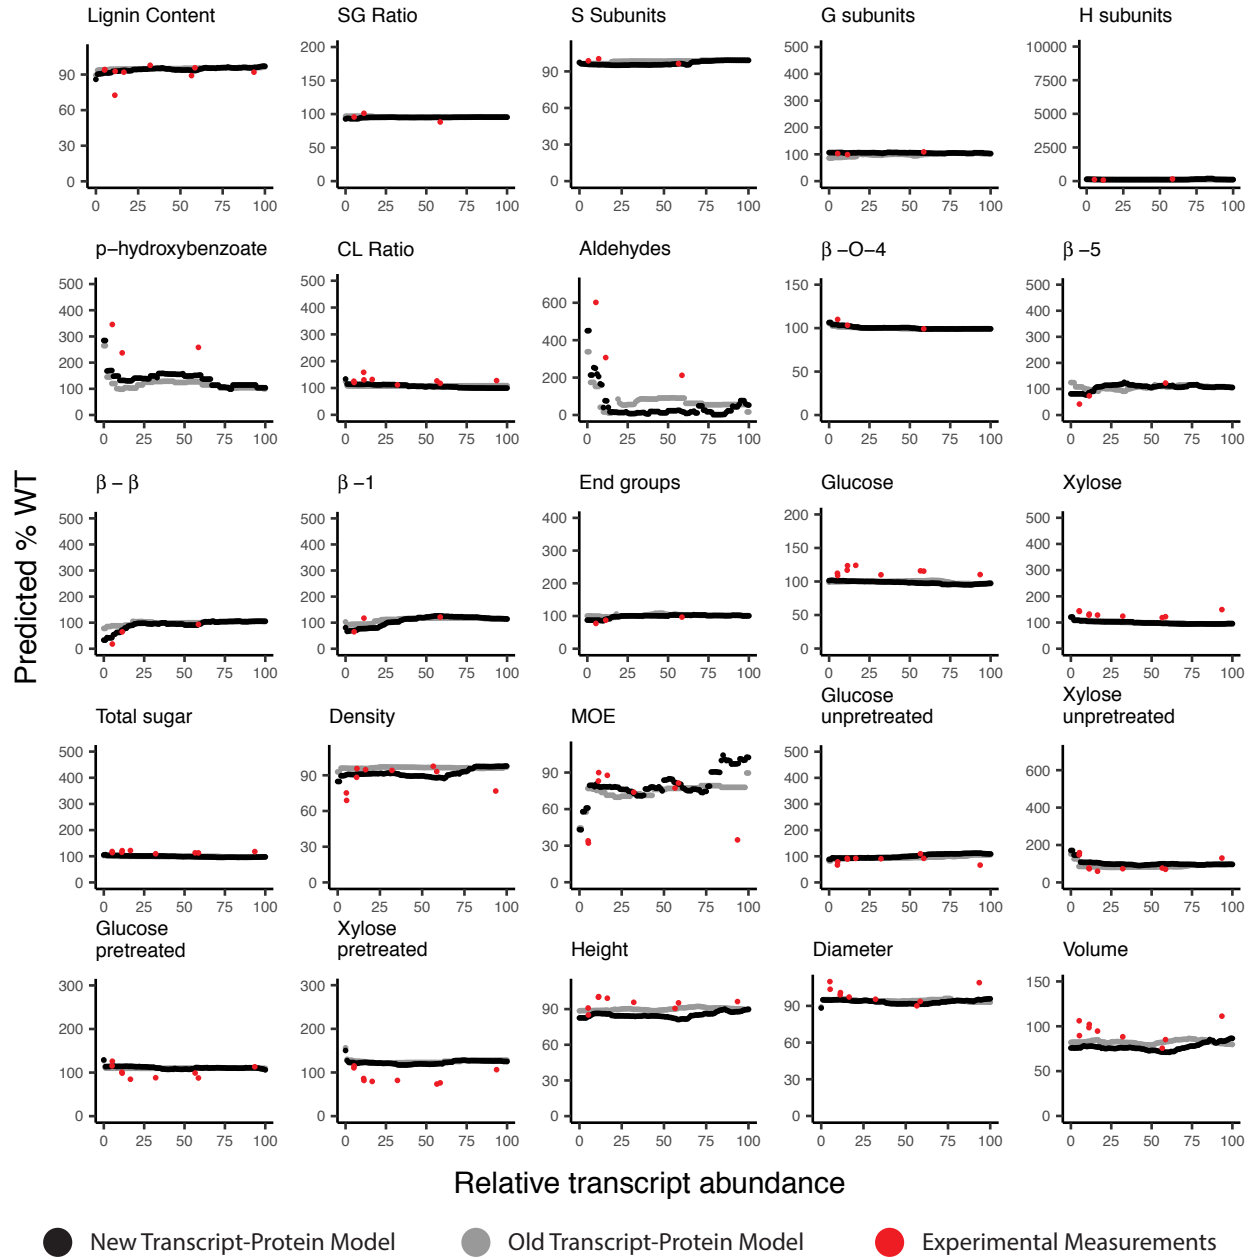 Lignin Content
SG Ratio
S Subunits
G subunits
H subunits
90
60
30
0
0 25 50 75 100
200
150
100
50
0
0 25 50 75 100
90
60
30
0
0 25 50 75 100
500
400
300
200
100
0
0 25 50 75 100
10000
7500
5000
2500
0
0 25 50 75 100
p−hydroxybenzoate
CL Ratio
Aldehydes
β −O−4
β −5
500
400
300
200
100
0
0 25 50 75 100
500
400
300
200
100
0
0 25 50 75 100
600
400
200
0
0 25 50 75 100
150
100
50
0
0 25 50 75 100
500
400
300
200
100
0
0 25 50 75 100
Predicted % WT
β − β
β −1
End groups
Glucose
Xylose
500
400
300
200
100
0
0 25 50 75 100
500
400
300
200
100
0
0 25 50 75 100
400
300
200
100
0
0 25 50 75 100
200
150
100
50
0
0 25 50 75 100
500
400
300
200
100
0
0 25 50 75 100
Total sugar
Density
MOE
Glucose
unpretreated
Xylose
unpretreated
500
400
300
200
100
0
0 25 50 75 100
90
60
30
0
0 25 50 75 100
90
60
30
0
0 25 50 75 100
500
400
300
200
100
0
0 25 50 75 100
600
400
200
0
0 25 50 75 100
Glucose
pretreated
Xylose
pretreated
Height
Diameter
Volume
300
200
100
0
0 25 50 75 100
300
200
100
0
0 25 50 75 100
90
60
30
0
0 25 50 75 100
90
60
30
0
0 25 50 75 100
150
100
50
0
0 25 50 75 100
Relative transcript abundance
New Transcript-Protein Model
Old Transcript-Protein Model
Experimental Measurements